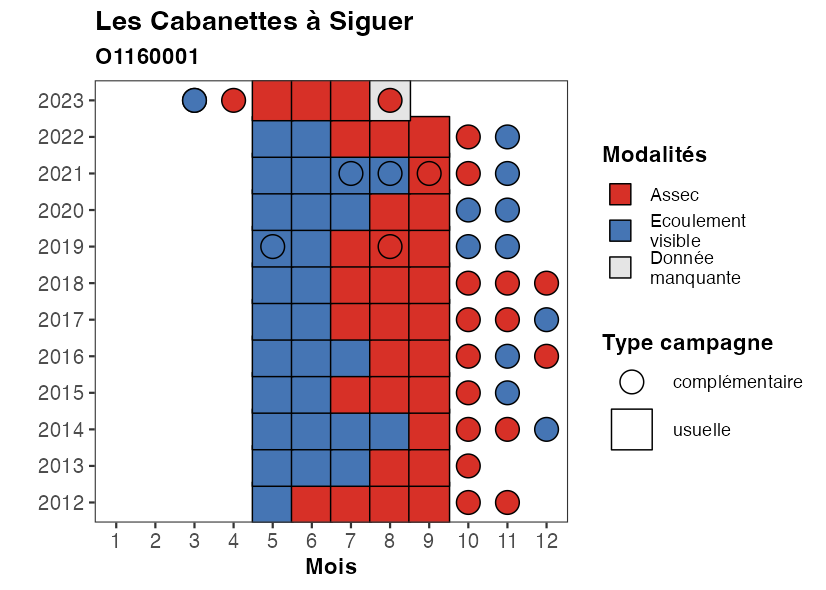 Les Cabanettes à Siguer
O1160001
2023
2022
2021
2020
2019
2018
2017
2016
2015
2014
2013
2012
1 2 3 4 5 6 7 8 9 10 11 12
Mois
Modalités
Assec
Ecoulement
visible
Donnée
manquante
Type campagne
complémentaire
usuelle